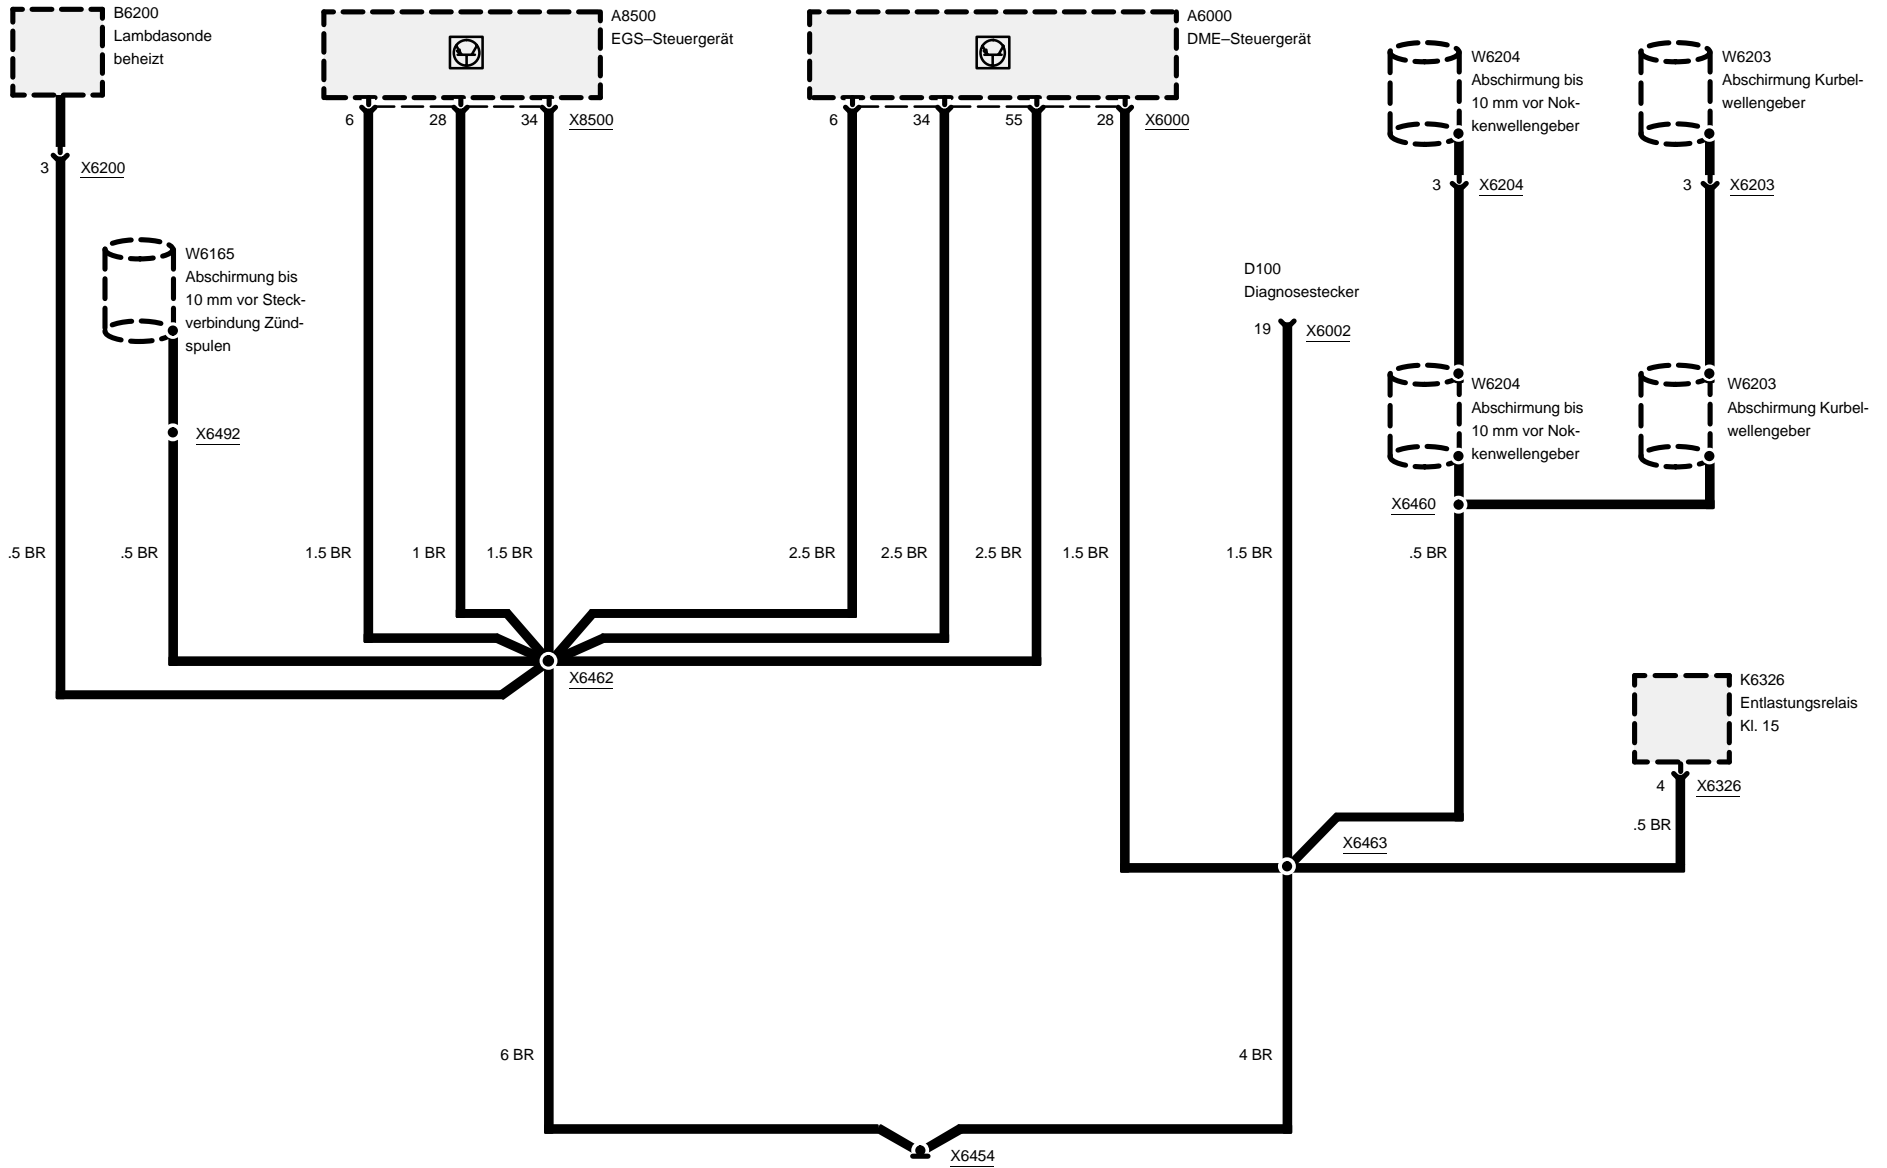 B6200
Lambdasonde
beheizt
3
X6200
A8500
EGS–Steuergerät
6
28
34
X8500
A6000
DME–Steuergerät
6
34
55
28
X6000
W6204
Abschirmung bis
10 mm vor Nok-
kenwellengeber
3
X6204
W6203
Abschirmung Kurbel-
wellengeber
3
X6203
W6165
Abschirmung bis
10 mm vor Steck-
verbindung Zünd-
spulen
X6492
D100
Diagnosestecker
19
X6002
W6204
Abschirmung bis
10 mm vor Nok-
kenwellengeber
W6203
Abschirmung Kurbel-
wellengeber
X6460
.5 BR
.5 BR
1.5 BR
1 BR
1.5 BR
2.5 BR
2.5 BR
2.5 BR
1.5 BR
1.5 BR
.5 BR
X6462
K6326
Entlastungsrelais
Kl. 15
4
X6326
.5 BR
X6463
6 BR
4 BR
X6454